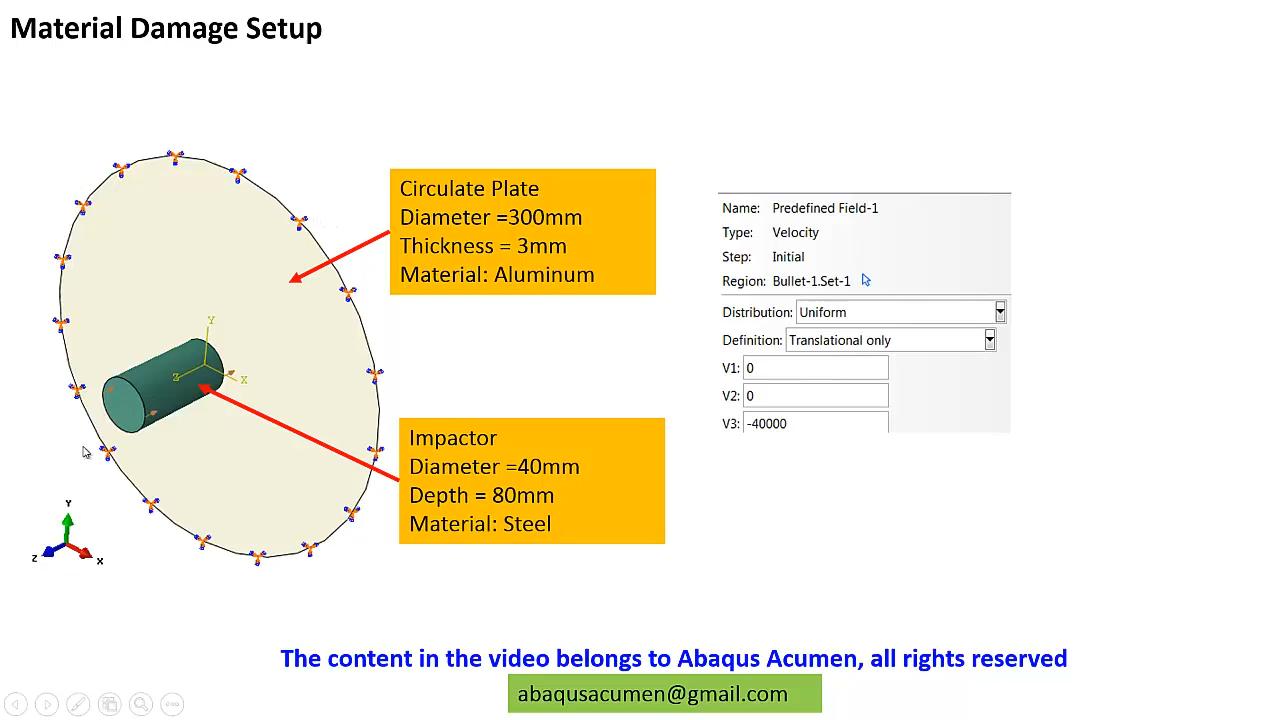 Material Damage Setup
Circulate Plate
Diameter =300mm
Thickness = 3mm
Material: Aluminum
Impactor
Diameter =40mm
Depth = 80mm
Material: Steel
Name: Predefined Field-1
Type: Velocity
Step: Initial
Region: Bullet-1.Set-1
Distribution: Uniform
Definition: Translational only
V1: 0
V2: 0
V3: -40000
Y
Z
X
Y
Z
X
The content in the video belongs to Abaqus Acumen, all rights reserved
abaqusacumen@gmail.com